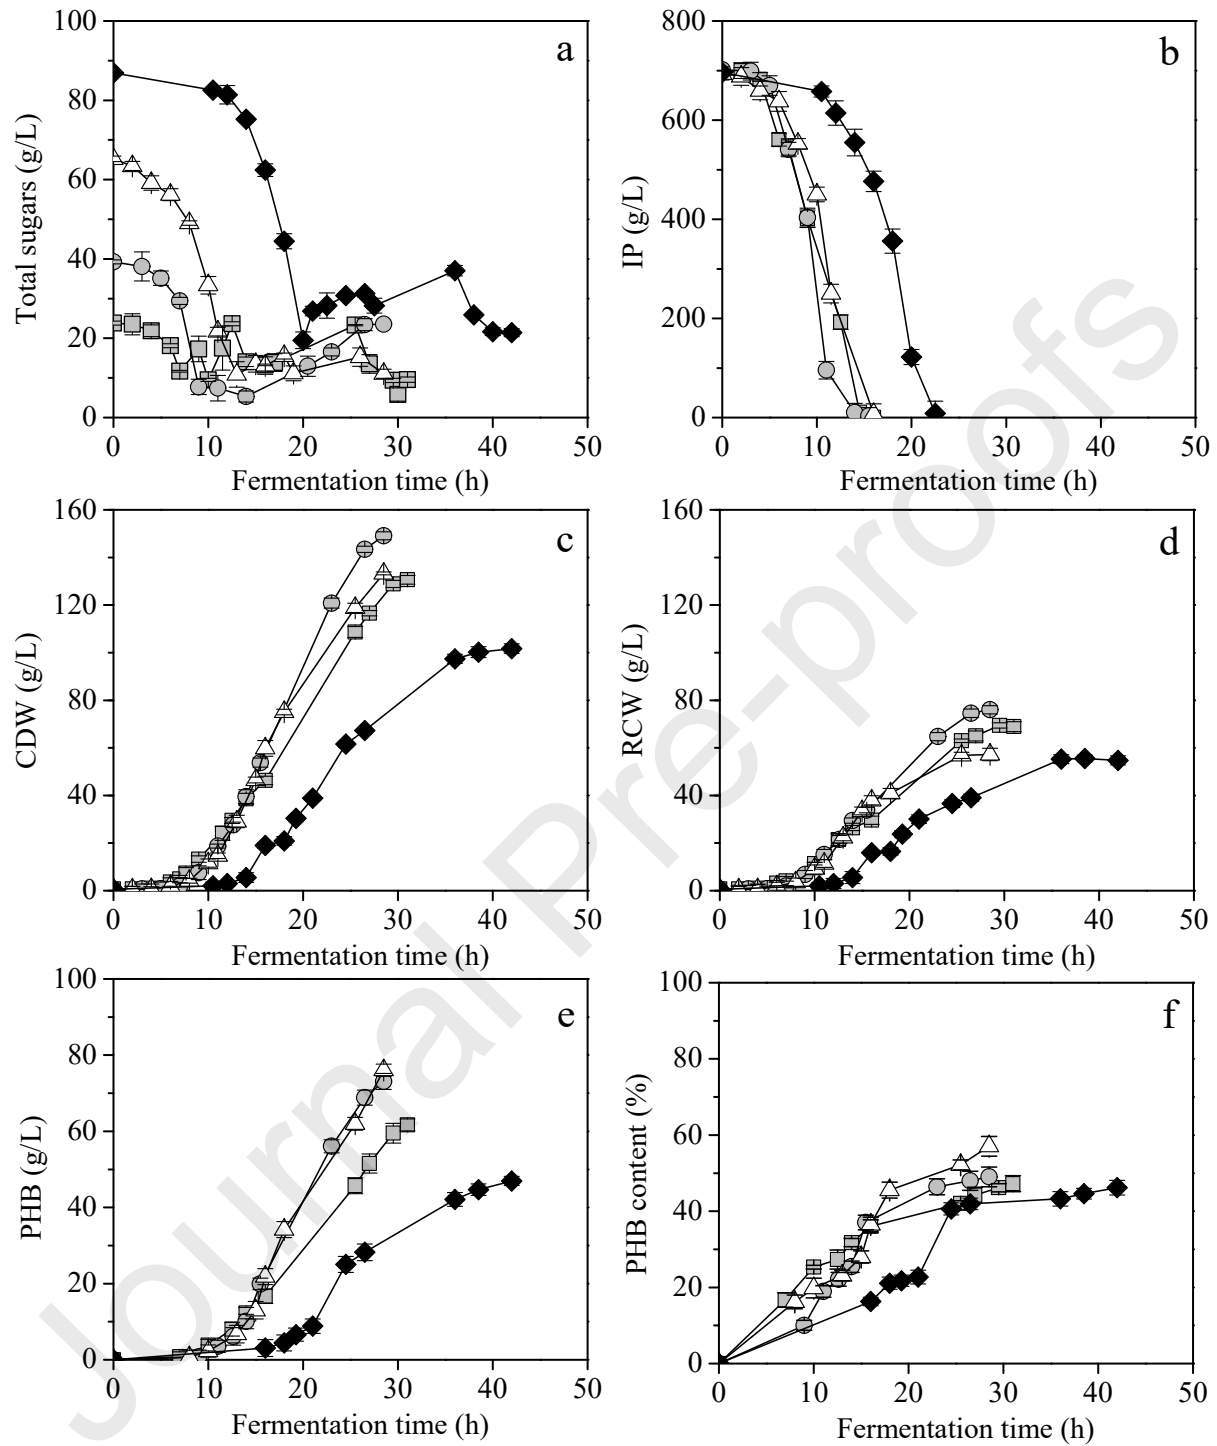 a
Total sugars (g/L)
100
80
60
40
20
0
0 10 20 30 40 50
Fermentation time (h)
b
IP (g/L)
800
600
400
200
0
0 10 20 30 40 50
Fermentation time (h)
c
CDW (g/L)
160
120
80
40
0
0 10 20 30 40 50
Fermentation time (h)
d
RCW (g/L)
160
120
80
40
0
0 10 20 30 40 50
Fermentation time (h)
e
PHB (g/L)
100
80
60
40
20
0
0 10 20 30 40 50
Fermentation time (h)
f
PHB content (%)
100
80
60
40
20
0
0 10 20 30 40 50
Fermentation time (h)
Journal Pre-proofs